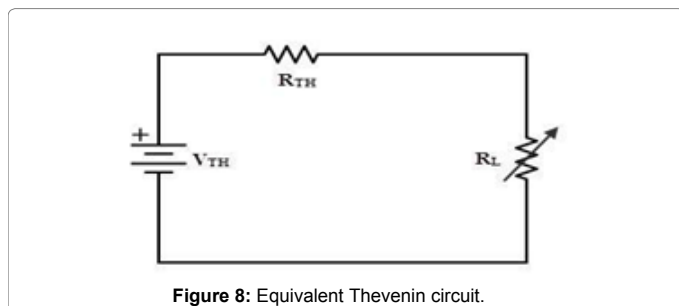 RTH
+
VTH
RL
Figure 8: Equivalent Thevenin circuit.